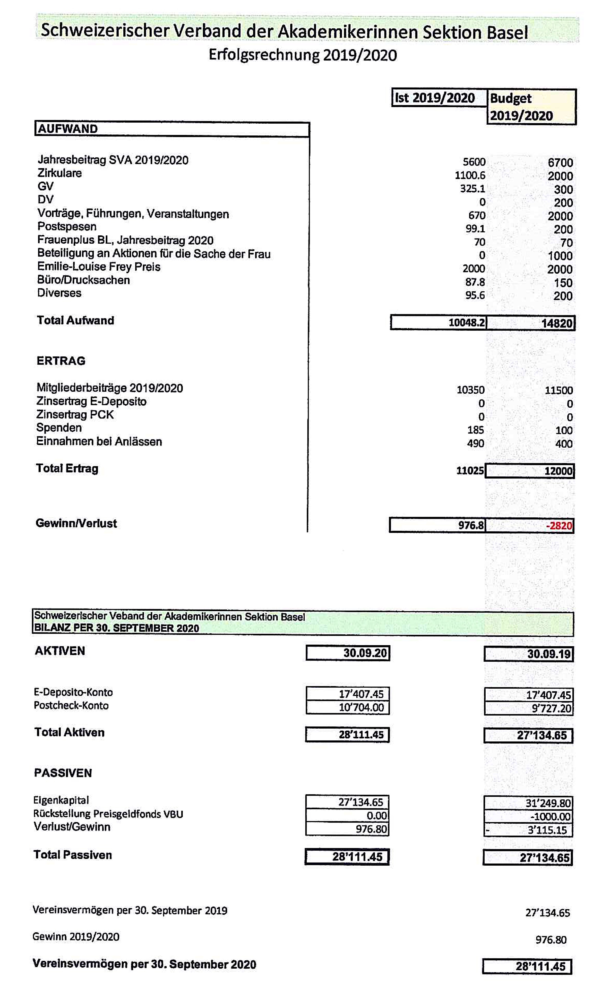 Schweizerischer Verband der Akademikerinnen Sektion Basel
Erfolgsrechnung 2019/2020
Ist 2019/2020 Budget
2019/2020
AUFWAND
Jahresbeitrag SVA 2019/2020 5600 6700
Zirkulare 1100.6 2000
GV 325.1 300
DV 0 200
Vorträge, Führungen, Veranstaltungen 670 2000
Postspesen 99.1 200
Frauenplus BL, Jahresbeitrag 2020 70 70
Beteiligung an Aktionen für die Sache der Frau 0 1000
Emilie-Louise Frey Preis 2000 2000
Büro/Drucksachen 87.8 150
Diverses 95.6 200
Total Aufwand 10048.2 14820
ERTRAG
Mitgliederbeiträge 2019/2020 10350 11500
Zinsertrag E-Deposito 0 0
Zinsertrag PCK 0 0
Spenden 185 100
Einnahmen bei Anlässen 490 400
Total Ertrag 11025 12000
Gewinn/Verlust 976.8 -2820
Schweizerischer Veband der Akademikerinnen Sektion Basel
BILANZ PER 30. SEPTEMBER 2020
AKTIVEN 30.09.20 30.09.19
E-Deposito-Konto 17'407.45 17'407.45
Postcheck-Konto 10'704.00 9'727.20
Total Aktiven 28'111.45 27'134.65
PASSIVEN
Eigenkapital 27'134.65 31'249.80
Rückstellung Preisgeldfonds VBU 0.00 -1000.00
Verlust/Gewinn 976.80 - 3'115.15
Total Passiven 28'111.45 27'134.65
Vereinsvermögen per 30. September 2019 27'134.65
Gewinn 2019/2020 976.80
Vereinsvermögen per 30. September 2020 28'111.45